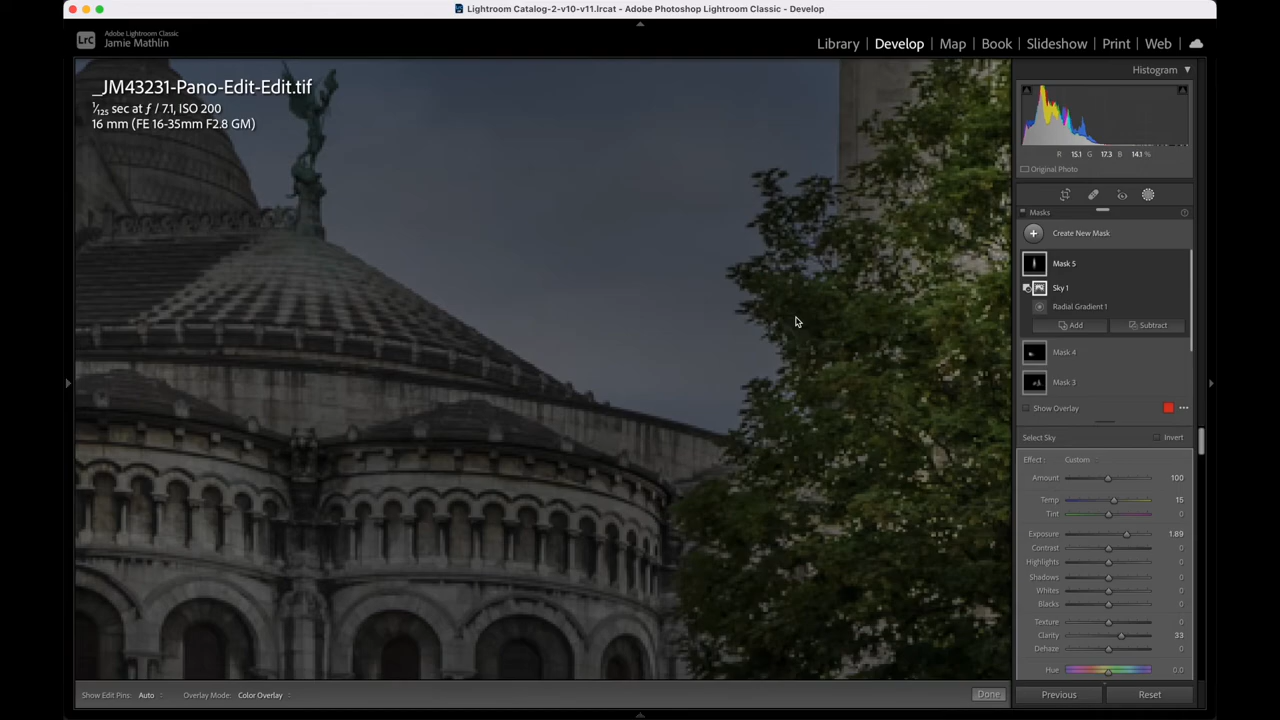 Lightroom Catalog-2-v10-v11.lrcat - Adobe Photoshop Lightroom Classic - Develop
LrC
Adobe Lightroom Classic
Jamie Mathlin
Library
Develop
Map
Book
Slideshow
Print
Web
_JM43231-Pano-Edit-Edit.tif
1/125 sec at ƒ / 7.1, ISO 200
16 mm (FE 16-35mm F2.8 GM)
Histogram
R 15.1 G 17.3 B 14.1 %
Original Photo
Masks
Create New Mask
Mask 5
Sky 1
Radial Gradient 1
Add Subtract
Mask 4
Mask 3
Show Overlay
Select Sky Invert
Effect : Custom
Amount 100
Temp 15
Tint 0
Exposure 1.89
Contrast 0
Highlights 0
Shadows 0
Whites 0
Blacks 0
Texture 0
Clarity 33
Dehaze 0
Hue 0.0
Show Edit Pins: Auto Overlay Mode: Color Overlay
Done
Previous
Reset